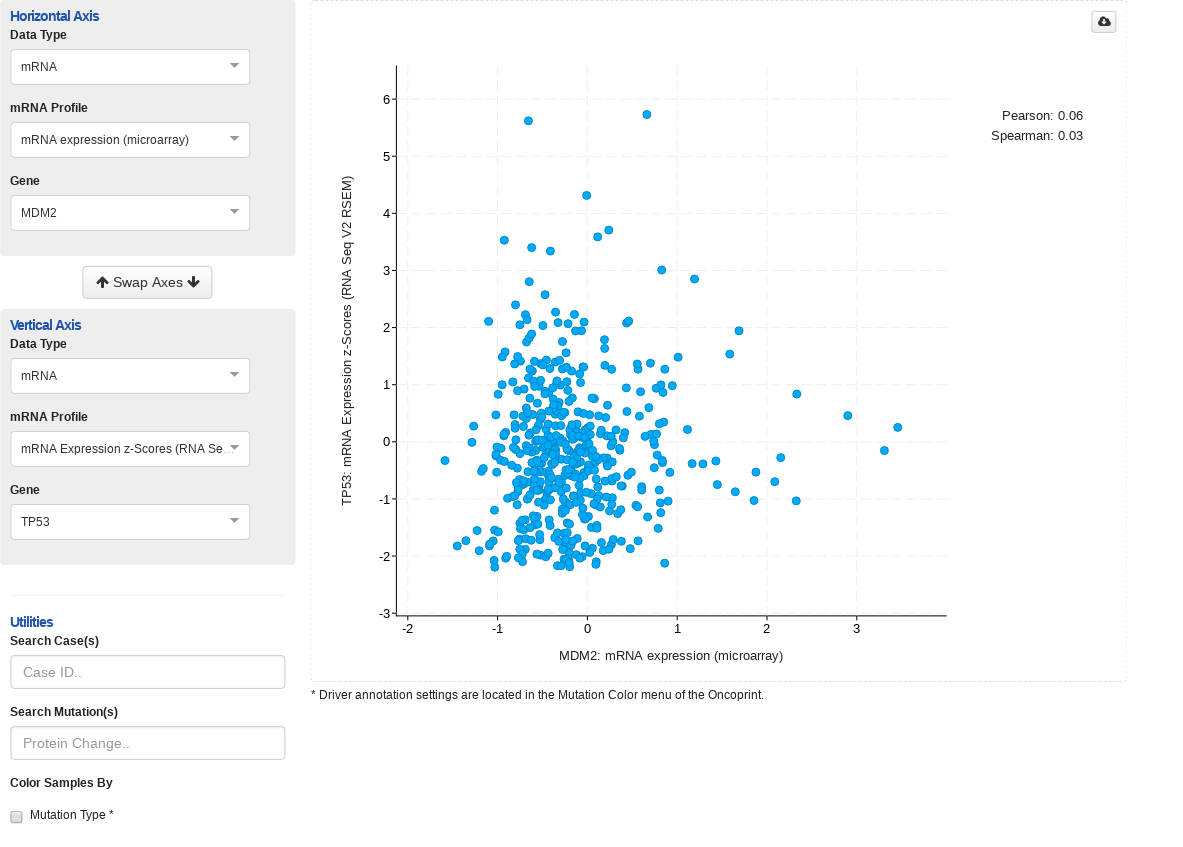 Horizontal Axis
Data Type
mRNA
mRNA Profile
mRNA expression (microarray)
Gene
MDM2
Swap Axes
Vertical Axis
Data Type
mRNA
mRNA Profile
mRNA Expression z-Scores (RNA Se...
Gene
TP53
Utilities
Search Case(s)
Case ID..
Search Mutation(s)
Protein Change..
Color Samples By
Mutation Type *
TP53: mRNA Expression z-Scores (RNA Seq V2 RSEM)
6
5
4
3
2
1
0
-1
-2
-3
-2 -1 0 1 2 3
MDM2: mRNA expression (microarray)
Pearson: 0.06
Spearman: 0.03
* Driver annotation settings are located in the Mutation Color menu of the Oncoprint.